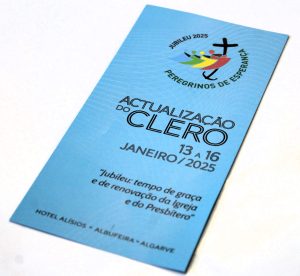 JUBILEU 2025
PEREGRINOS DE ESPERANÇA
ACTUALIZAÇÃO
DO CLERO
13 A 16
JANEIRO/2025
"Jubileu: tempo de graça
e de renovação da Igreja
e do Presbítero"
HOTEL ALÍSIOS • ALBUFEIRA • ALGARVE